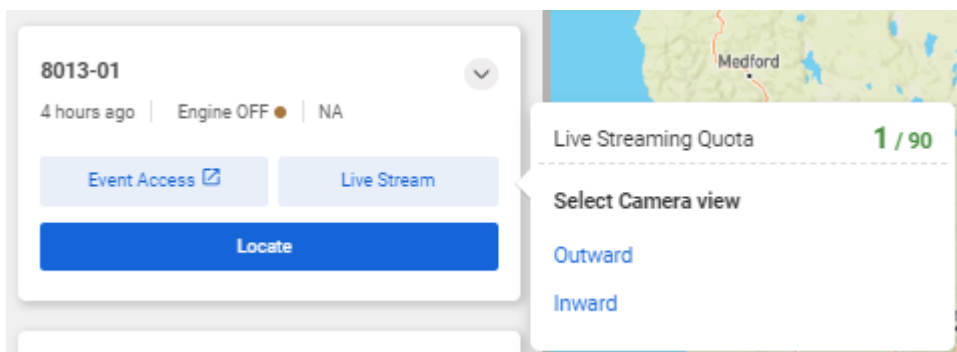 8013-01
4 hours ago Engine OFF NA
Event Access Live Stream
Locate
Medford
Live Streaming Quota 1 / 90
Select Camera view
Outward
Inward